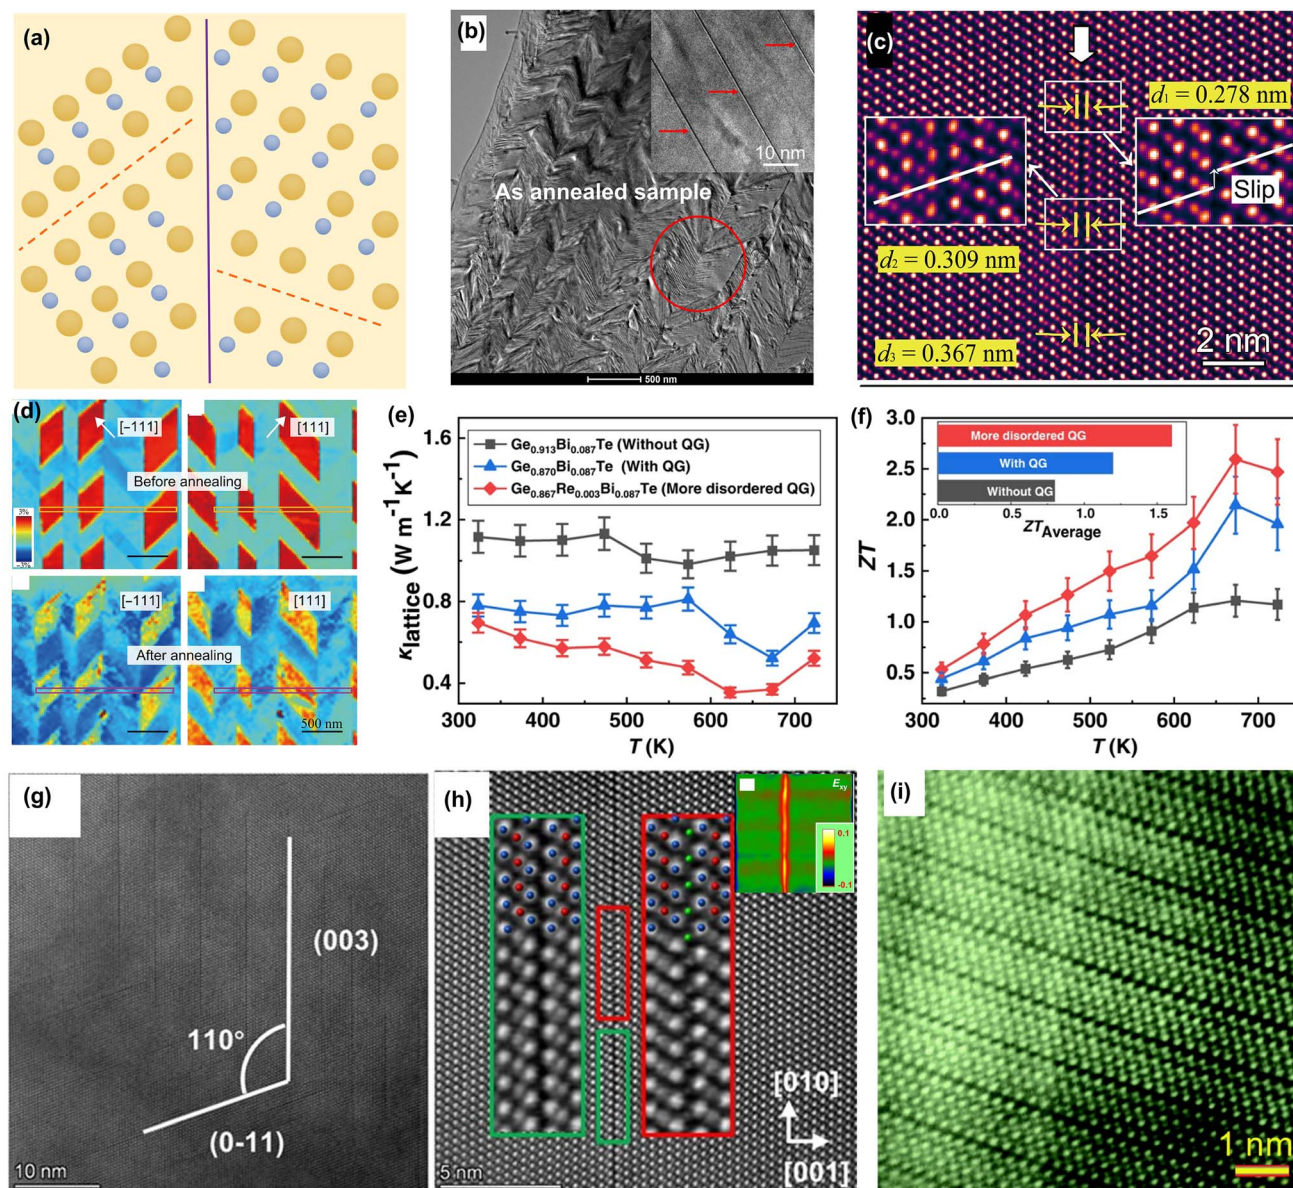 (a)
(b)
10 nm
As annealed sample
500 nm
(c)
d₁ = 0.278 nm
Slip
d₂ = 0.309 nm
d₃ = 0.367 nm
2 nm
(d)
[−111]
[111]
Before annealing
3%
−3%
[−111]
[111]
After annealing
500 nm
(e)
κlattice (W m⁻¹K⁻¹)
1.6
1.2
0.8
0.4
Ge₀.₉₁₃Bi₀.₀₈₇Te (Without QG)
Ge₀.₈₇₀Bi₀.₀₈₇Te (With QG)
Ge₀.₈₆₇Re₀.₀₀₃Bi₀.₀₈₇Te (More disordered QG)
300 400 500 600 700
T (K)
(f)
ZT
3.0
2.5
2.0
1.5
1.0
0.5
More disordered QG
With QG
Without QG
0.0 0.4 0.8 1.2 1.6
ZTAverage
300 400 500 600 700
T (K)
(g)
(003)
110°
(0-11)
10 nm
(h)
Exy
0.1
-0.1
[010]
[001]
5 nm
(i)
1 nm